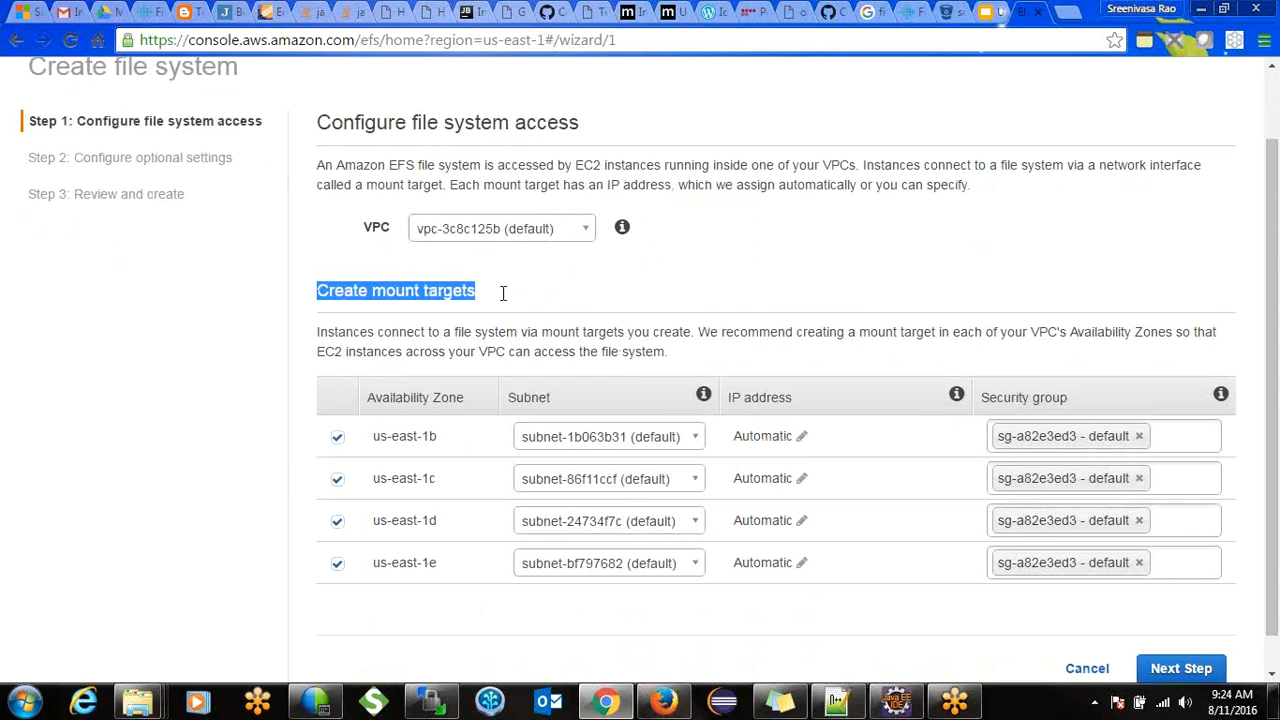 Sreenivasa Rao
https://console.aws.amazon.com/efs/home?region=us-east-1#/wizard/1
Create file system
Step 1: Configure file system access
Step 2: Configure optional settings
Step 3: Review and create
Configure file system access
An Amazon EFS file system is accessed by EC2 instances running inside one of your VPCs. Instances connect to a file system via a network interface
called a mount target. Each mount target has an IP address, which we assign automatically or you can specify.
VPC vpc-3c8c125b (default)
Create mount targets
Instances connect to a file system via mount targets you create. We recommend creating a mount target in each of your VPC's Availability Zones so that
EC2 instances across your VPC can access the file system.
Availability Zone Subnet IP address Security group
us-east-1b subnet-1b063b31 (default) Automatic sg-a82e3ed3 - default
us-east-1c subnet-86f11ccf (default) Automatic sg-a82e3ed3 - default
us-east-1d subnet-24734f7c (default) Automatic sg-a82e3ed3 - default
us-east-1e subnet-bf797682 (default) Automatic sg-a82e3ed3 - default
Cancel Next Step
9:24 AM
8/11/2016